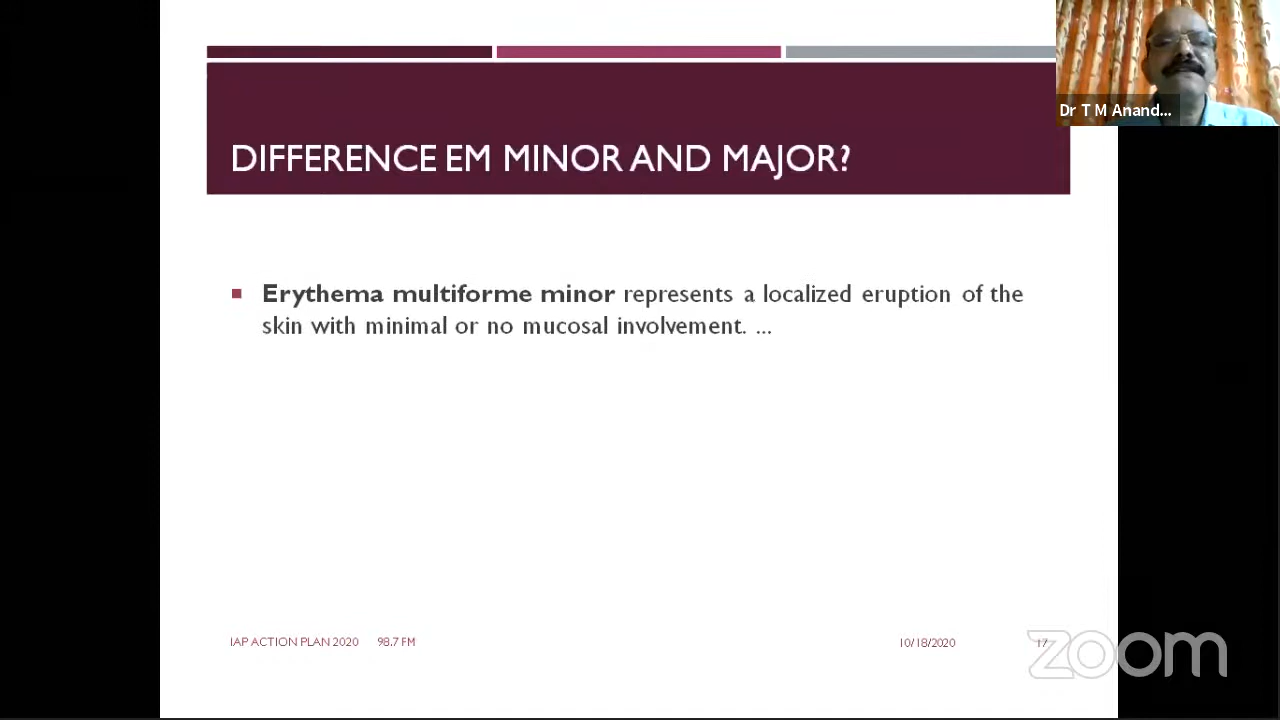 Dr T M Anand...
DIFFERENCE EM MINOR AND MAJOR?
Erythema multiforme minor represents a localized eruption of the
skin with minimal or no mucosal involvement. ...
IAP ACTION PLAN 2020 98.7 FM
10/18/2020
17
zoom